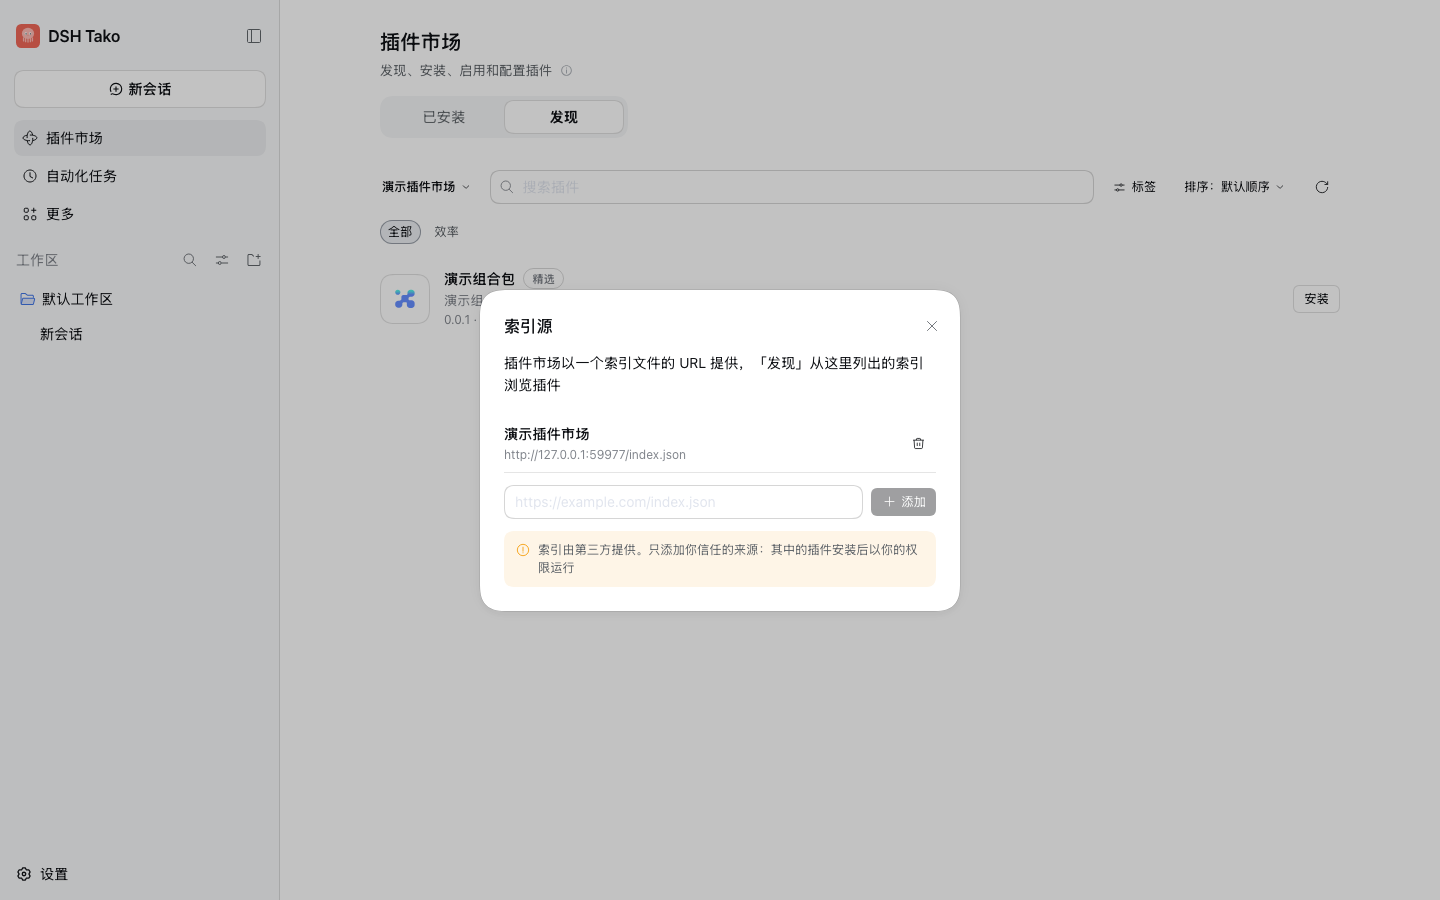 DSH Tako
新会话
插件市场
自动化任务
更多
工作区
默认工作区
新会话
设置
插件市场
发现、安装、启用和配置插件
已安装
发现
演示插件市场
搜索插件
标签
排序：默认顺序
全部
效率
演示组合包
精选
演示组
0.0.1 ·
安装
索引源
插件市场以一个索引文件的 URL 提供，「发现」从这里列出的索引
浏览插件
演示插件市场
http://127.0.0.1:59977/index.json
https://example.com/index.json
添加
索引由第三方提供。只添加你信任的来源：其中的插件安装后以你的权
限运行